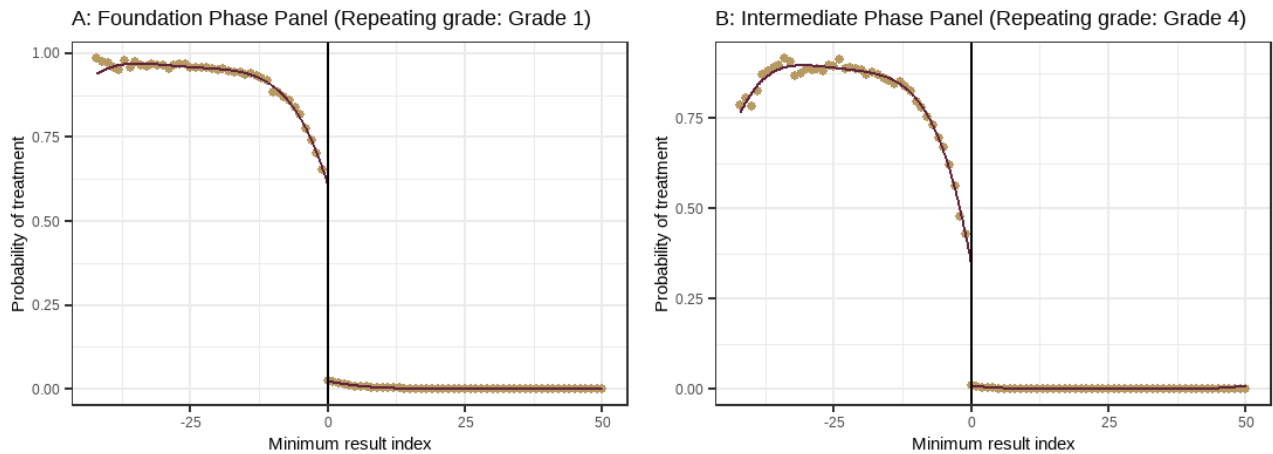 A: Foundation Phase Panel (Repeating grade: Grade 1)
1.00
0.75
0.50
0.25
0.00
Probability of treatment
-25
0
25
50
Minimum result index
B: Intermediate Phase Panel (Repeating grade: Grade 4)
0.75
0.50
0.25
0.00
Probability of treatment
-25
0
25
50
Minimum result index